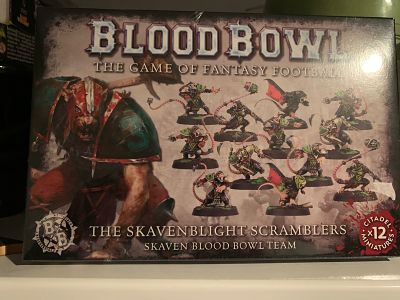 BLOOD BOWL
THE GAME OF FANTASY FOOTBALL
THE SKAVENBLIGHT SCRAMBLERS
SKAVEN BLOOD BOWL TEAM
CITADEL
x12
MINIATURES
B
B